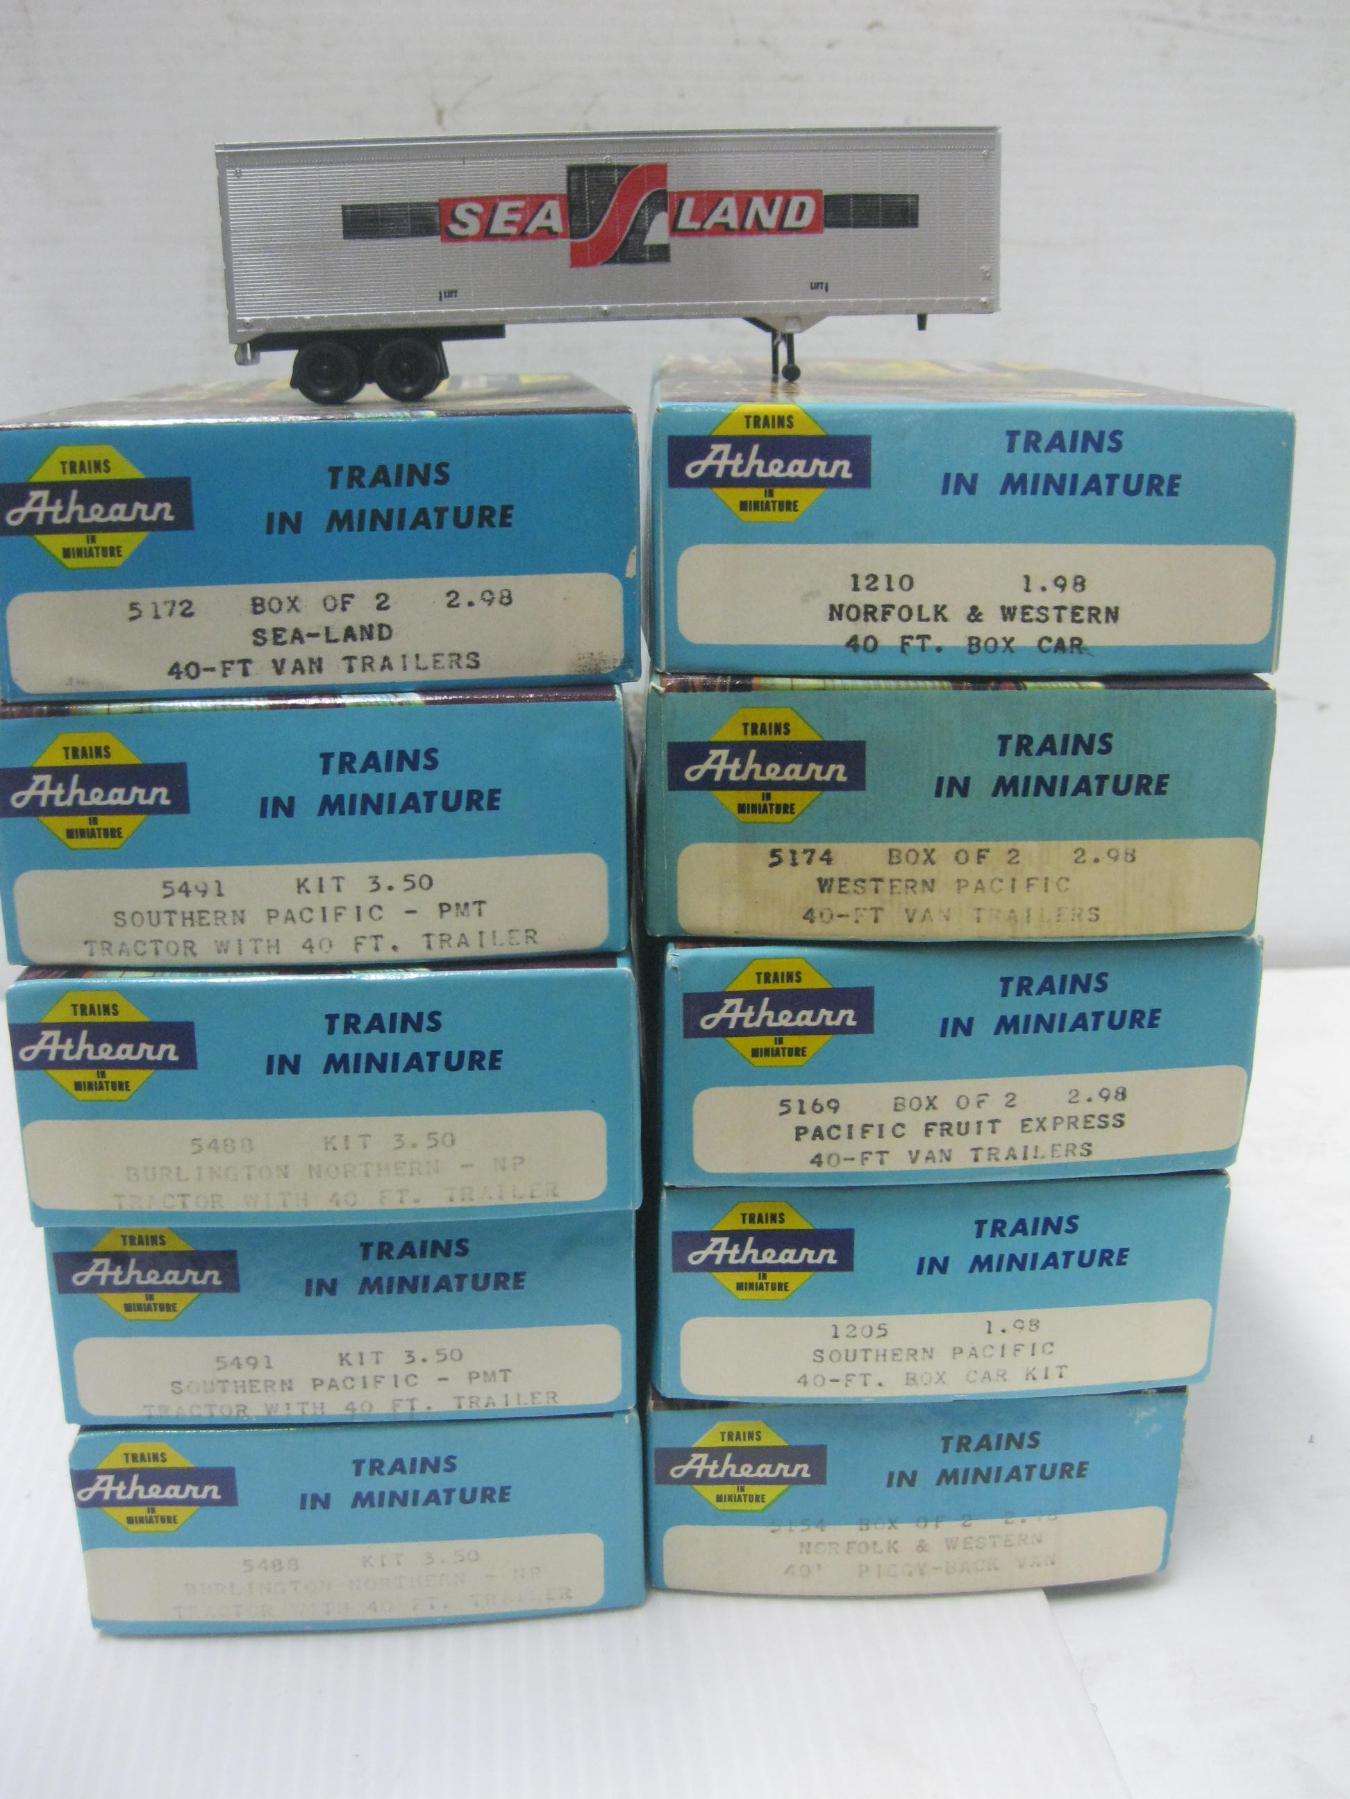 SEA LAND
LIFT
LIFT
TRAINS
Athearn
IN
MINIATURE
TRAINS
IN MINIATURE
5172 BOX OF 2 2.98
SEA-LAND
40-FT VAN TRAILERS
TRAINS
Athearn
IN
MINIATURE
TRAINS
IN MINIATURE
5491 KIT 3.50
SOUTHERN PACIFIC - PMT
TRACTOR WITH 40 FT. TRAILER
TRAINS
Athearn
IN
MINIATURE
TRAINS
IN MINIATURE
5488 KIT 3.50
BURLINGTON NORTHERN - NP
TRACTOR WITH 40 FT. TRAILER
TRAINS
Athearn
IN
MINIATURE
TRAINS
IN MINIATURE
5491 KIT 3.50
SOUTHERN PACIFIC - PMT
TRACTOR WITH 40 FT. TRAILER
TRAINS
Athearn
IN
MINIATURE
TRAINS
IN MINIATURE
5488 KIT 3.50
BURLINGTON NORTHERN - NP
TRACTOR WITH 40 FT. TRAILER
TRAINS
Athearn
IN
MINIATURE
TRAINS
IN MINIATURE
1210 1.98
NORFOLK & WESTERN
40 FT. BOX CAR
TRAINS
Athearn
IN
MINIATURE
TRAINS
IN MINIATURE
5174 BOX OF 2 2.98
WESTERN PACIFIC
40-FT VAN TRAILERS
TRAINS
Athearn
IN
MINIATURE
TRAINS
IN MINIATURE
5169 BOX OF 2 2.98
PACIFIC FRUIT EXPRESS
40-FT VAN TRAILERS
TRAINS
Athearn
IN
MINIATURE
TRAINS
IN MINIATURE
1205 1.98
SOUTHERN PACIFIC
40-FT. BOX CAR KIT
TRAINS
Athearn
IN
MINIATURE
TRAINS
IN MINIATURE
5154 BOX OF 2
NORFOLK & WESTERN
40' PIGGY-BACK VAN